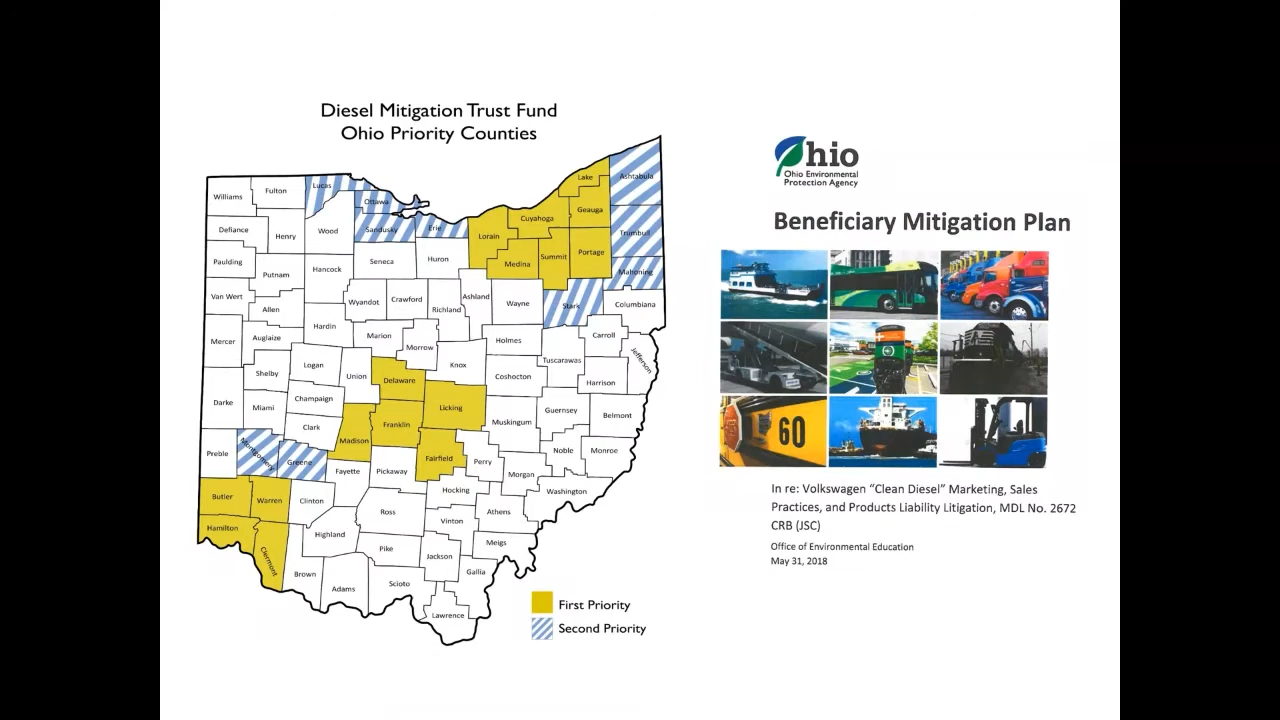 Diesel Mitigation Trust Fund
Ohio Priority Counties
Williams
Fulton
Lucas
Ottawa
Defiance
Henry
Wood
Sandusky
Erie
Lorain
Cuyahoga
Lake
Geauga
Ashtabula
Trumbull
Paulding
Putnam
Hancock
Seneca
Huron
Medina
Summit
Portage
Mahoning
Van Wert
Allen
Wyandot
Crawford
Richland
Ashland
Wayne
Stark
Columbiana
Mercer
Auglaize
Hardin
Marion
Morrow
Knox
Holmes
Tuscarawas
Carroll
Jefferson
Shelby
Logan
Union
Delaware
Coshocton
Harrison
Darke
Miami
Champaign
Clark
Madison
Franklin
Licking
Muskingum
Guernsey
Belmont
Preble
Montgomery
Greene
Fayette
Pickaway
Fairfield
Perry
Morgan
Noble
Monroe
Washington
Butler
Warren
Clinton
Ross
Hocking
Athens
Hamilton
Clermont
Highland
Pike
Vinton
Meigs
Brown
Adams
Scioto
Jackson
Gallia
Lawrence
First Priority
Second Priority
Ohio
Ohio Environmental
Protection Agency
Beneficiary Mitigation Plan
60
In re: Volkswagen “Clean Diesel” Marketing, Sales
Practices, and Products Liability Litigation, MDL No. 2672
CRB (JSC)
Office of Environmental Education
May 31, 2018